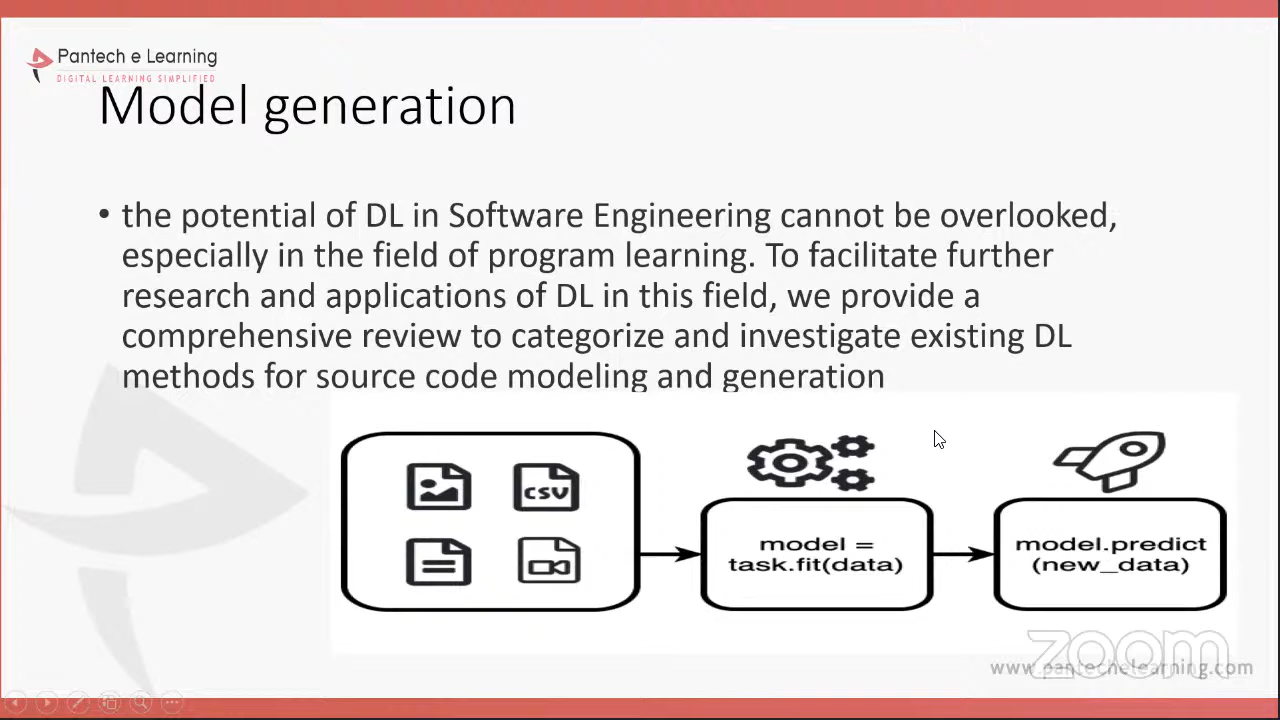 Pantech e Learning
DIGITAL LEARNING SIMPLIFIED
Model generation
• the potential of DL in Software Engineering cannot be overlooked,
especially in the field of program learning. To facilitate further
research and applications of DL in this field, we provide a
comprehensive review to categorize and investigate existing DL
methods for source code modeling and generation
CSV
model =
task.fit(data)
model.predict
(new_data)
zoom
www.pantechelearning.com